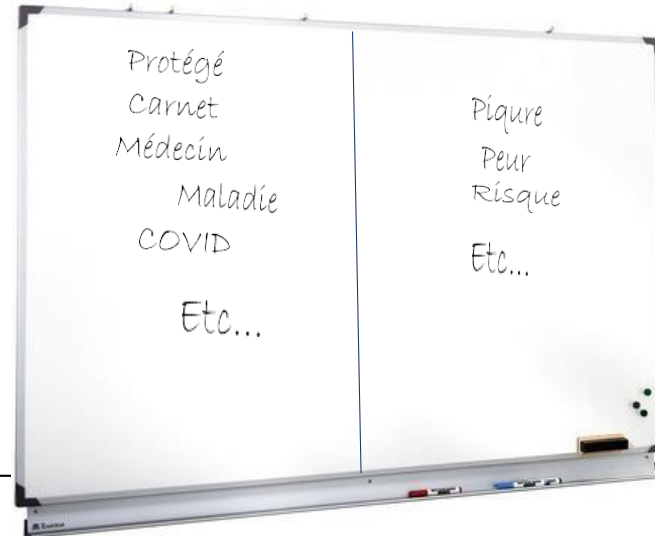 Protégé
Carnet
Médecin
Maladie
COVID
Etc...
Piqure
Peur
Risque
Etc...